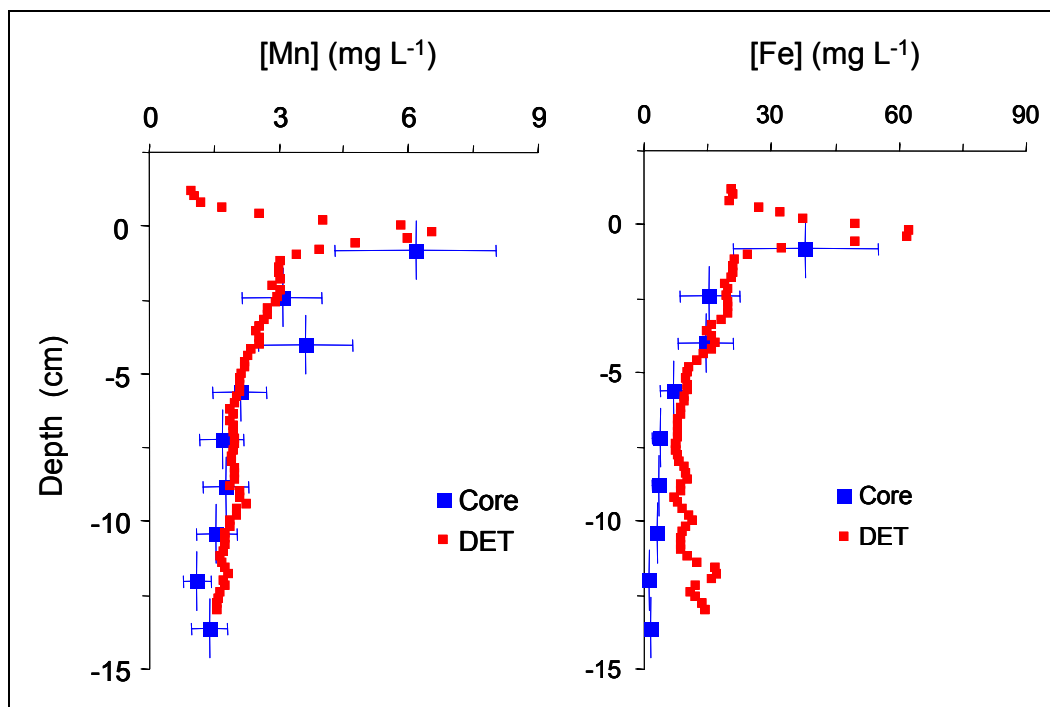 [Mn] (mg L-1)
0 3 6 9
Depth (cm)
0
-5
-10
-15
Core
DET
[Fe] (mg L-1)
0 30 60 90
0
-5
-10
-15
Core
DET